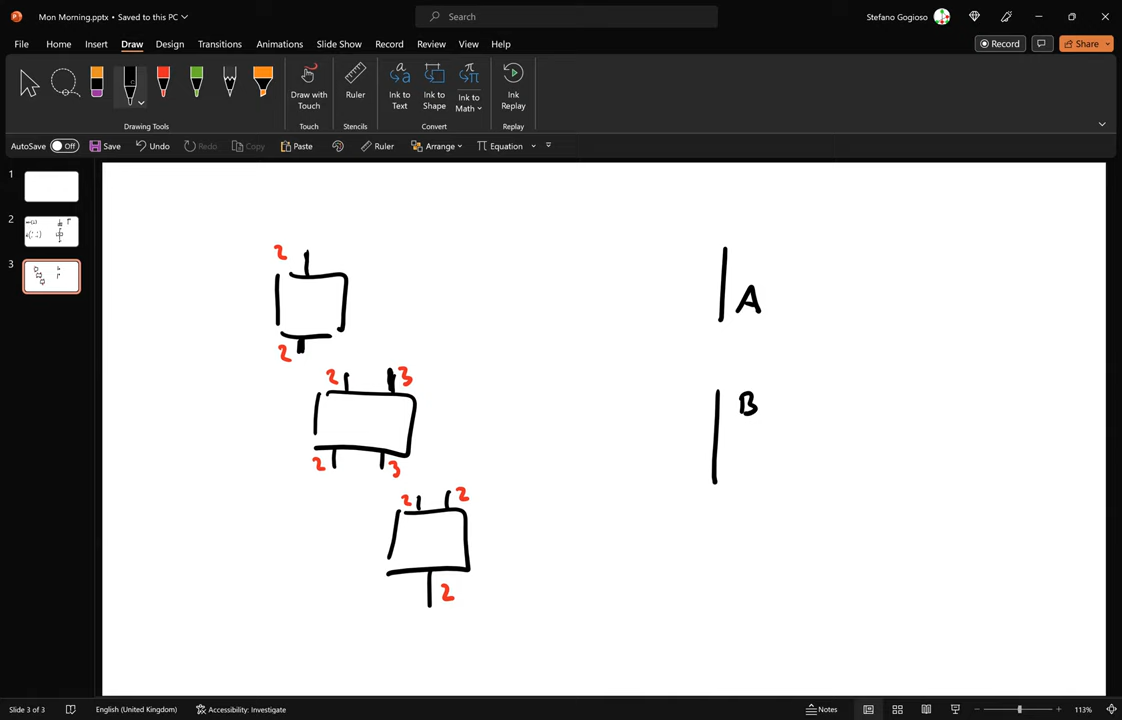 Mon Morning.pptx • Saved to this PC
Search
Stefano Gogioso
File Home Insert Draw Design Transitions Animations Slide Show Record Review View Help
Record
Share
Draw with Touch
Ruler
Ink to Text
Ink to Shape
Ink to Math
Ink Replay
Drawing Tools
Touch
Stencils
Convert
Replay
AutoSave Off Save Undo Redo Copy Paste Ruler Arrange Equation
1
2
3
2
2
2 3
2 3
2 2
2
A
B
Slide 3 of 3
English (United Kingdom)
Accessibility: Investigate
Notes
113%